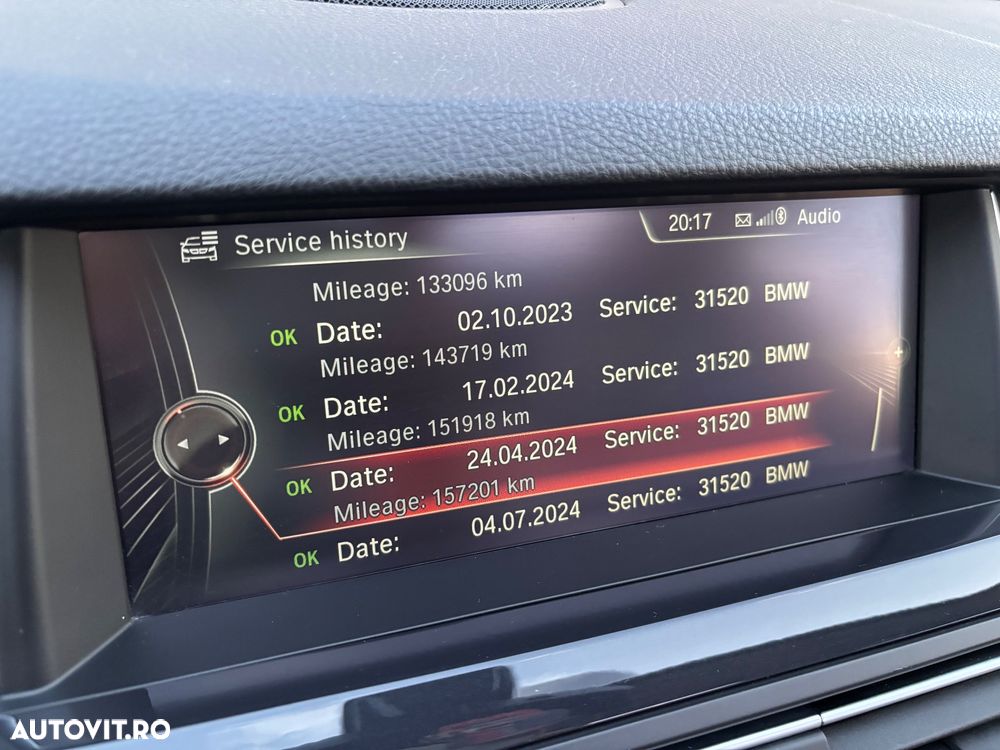 Service history
20:17 Audio
Mileage: 133096 km
OK Date: 02.10.2023 Service: 31520 BMW
Mileage: 143719 km
OK Date: 17.02.2024 Service: 31520 BMW
Mileage: 151918 km
OK Date: 24.04.2024 Service: 31520 BMW
Mileage: 157201 km
OK Date: 04.07.2024 Service: 31520 BMW
AUTOVIT.RO